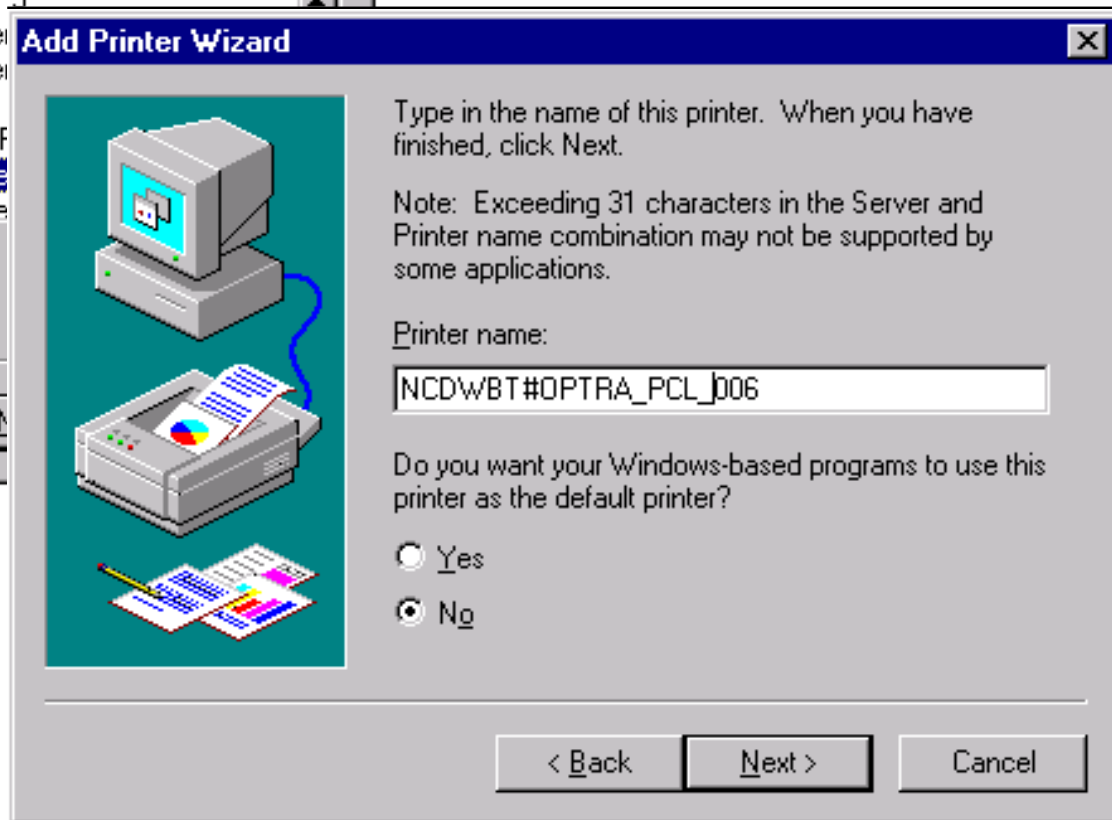 Add Printer Wizard
Type in the name of this printer.  When you have
finished, click Next.
Note:  Exceeding 31 characters in the Server and
Printer name combination may not be supported by
some applications.
Printer name:
NCDWBT#OPTRA_PCL_006
Do you want your Windows-based programs to use this
printer as the default printer?
Yes
No
< Back
Next >
Cancel